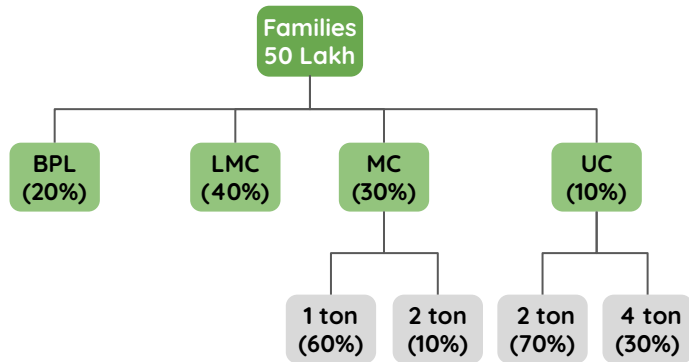 Families
50 Lakh
BPL
(20%)
LMC
(40%)
MC
(30%)
UC
(10%)
1 ton
(60%)
2 ton
(10%)
2 ton
(70%)
4 ton
(30%)